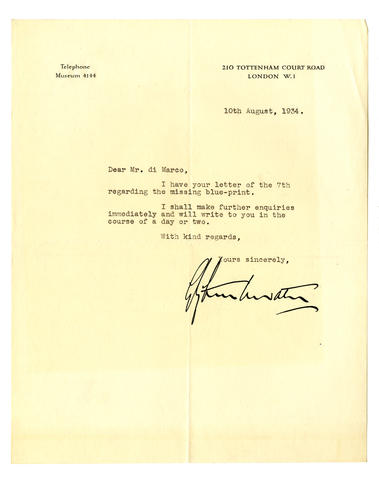 Telephone
Museum 4144
210 TOTTENHAM COURT ROAD
LONDON W.1
10th August, 1934.
Dear Mr. di Marco,
I have your letter of the 7th
regarding the missing blue-print.
I shall make further enquiries
immediately and will write to you in the
course of a day or two.
With kind regards,
Yours sincerely,